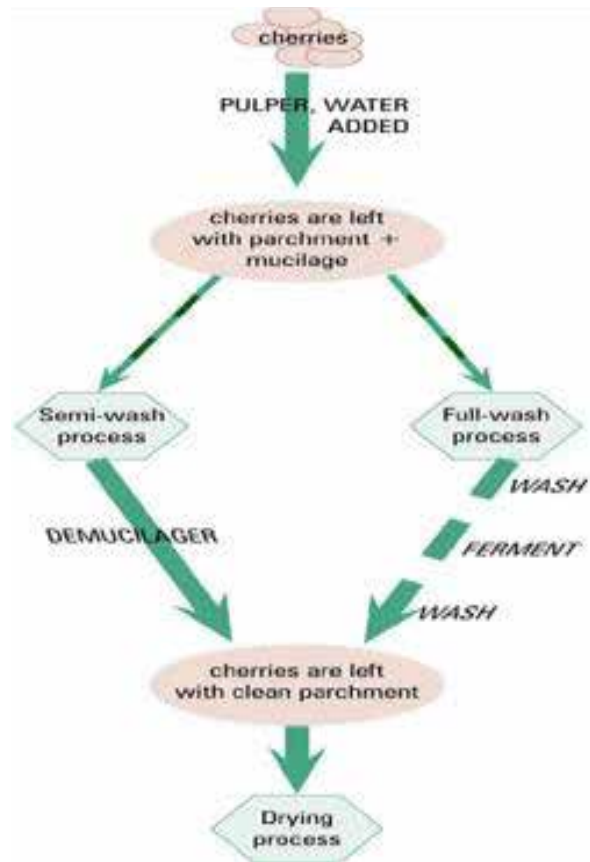 cherries
PULPER, WATER
ADDED
cherries are left
with parchment +
mucilage
Semi-wash
process
Full-wash
process
WASH
DEMUCILAGER
FERMENT
WASH
cherries are left
with clean parchment
Drying
process